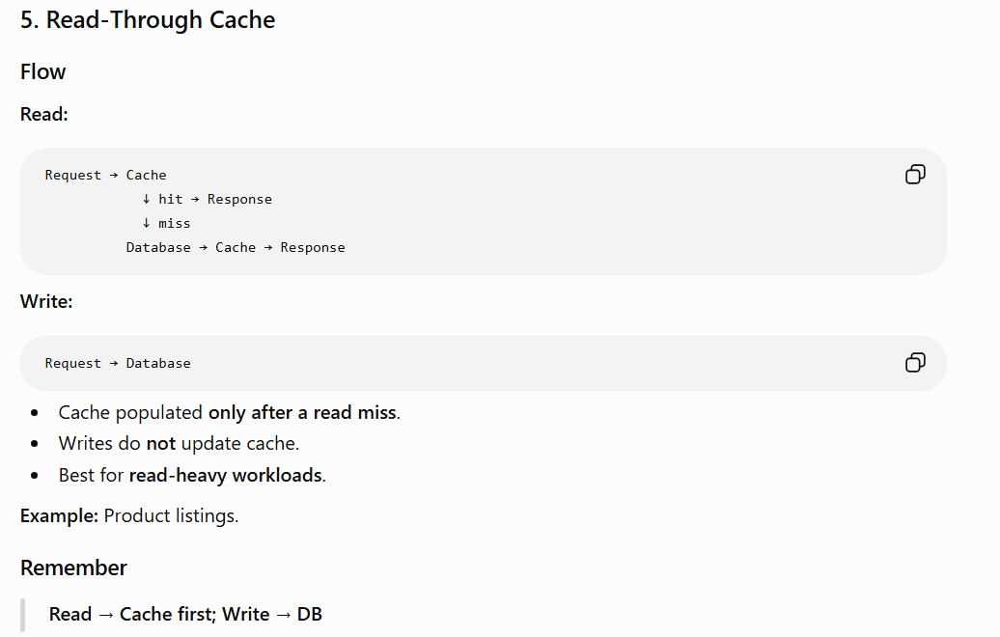 5. Read-Through Cache
Flow
Read:
Request → Cache
↓ hit → Response
↓ miss
Database → Cache → Response
Write:
Request → Database
• Cache populated only after a read miss.
• Writes do not update cache.
• Best for read-heavy workloads.
Example: Product listings.
Remember
Read → Cache first; Write → DB